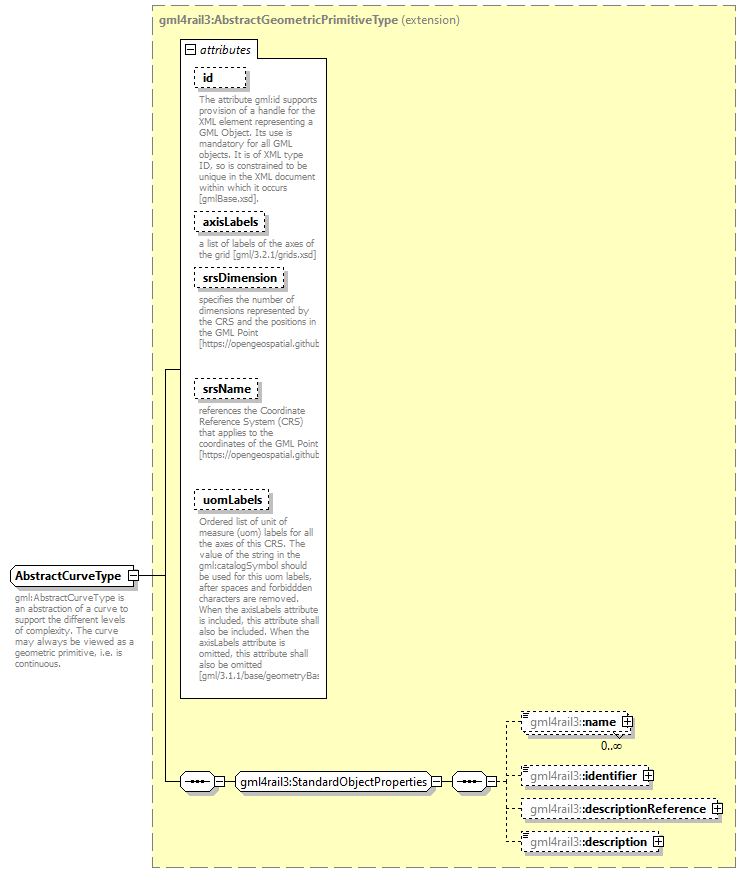 gml4rail3:AbstractGeometricPrimitiveType (extension)
attributes
id
The attribute gml:id supports
provision of a handle for the
XML element representing a
GML Object. Its use is
mandatory for all GML
objects. It is of XML type
ID, so is constrained to be
unique in the XML document
within which it occurs
[gmlBase.xsd].
axisLabels
a list of labels of the axes of
the grid [gml/3.2.1/grids.xsd]
srsDimension
specifies the number of
dimensions represented by
the CRS and the positions in
the GML Point
[https://opengeospatial.github
srsName
references the Coordinate
Reference System (CRS)
that applies to the
coordinates of the GML Point
[https://opengeospatial.github
uomLabels
Ordered list of unit of
measure (uom) labels for all
the axes of this CRS. The
value of the string in the
gml:catalogSymbol should
be used for this uom labels,
after spaces and forbiddden
characters are removed.
When the axisLabels attribute
is included, this attribute shall
also be included. When the
axisLabels attribute is
omitted, this attribute shall
also be omitted
[gml/3.1.1/base/geometryBas
AbstractCurveType
gml:AbstractCurveType is
an abstraction of a curve to
support the different levels
of complexity. The curve
may always be viewed as a
geometric primitive, i.e. is
continuous.
gml4rail3:StandardObjectProperties
gml4rail3::name
0..∞
gml4rail3::identifier
gml4rail3::descriptionReference
gml4rail3::description